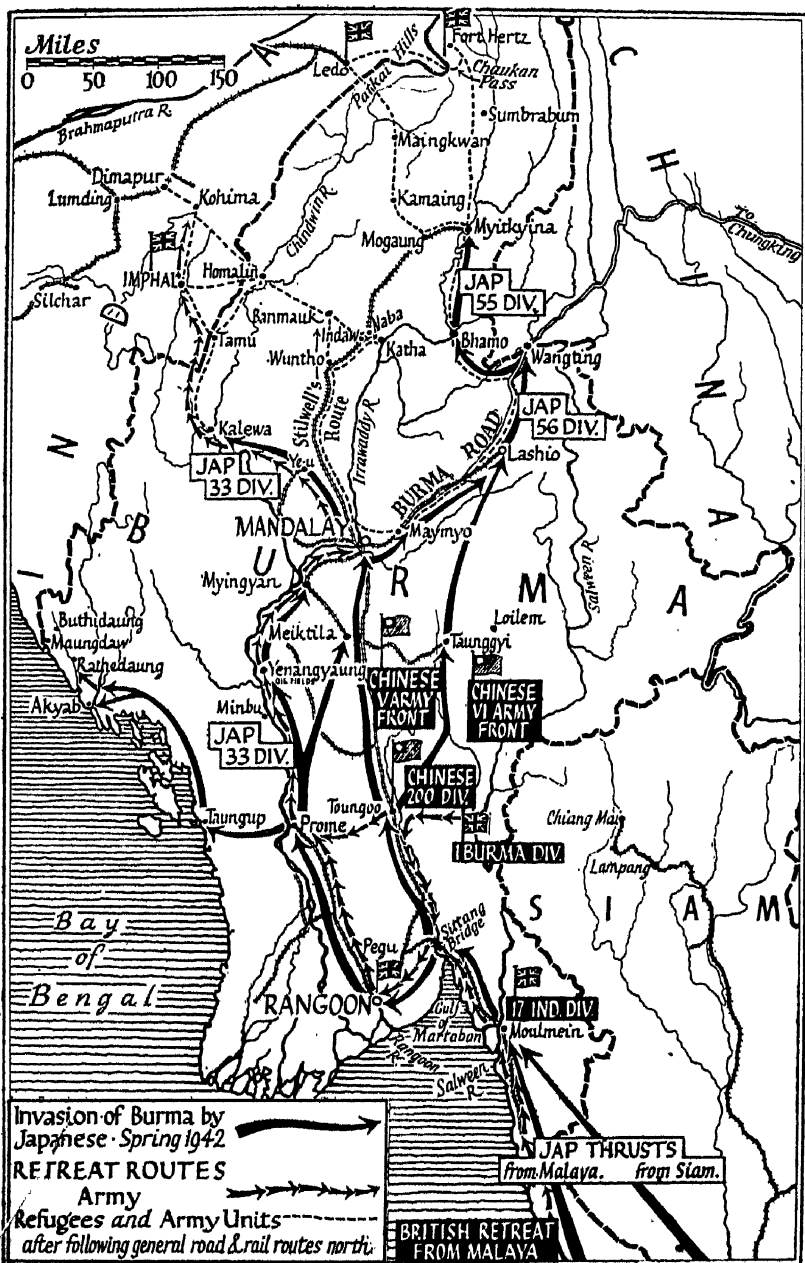 Miles
0 50 100 150
A
Ledo
Patkai Hills
Fort Hertz
Chaukan
Pass
C
Sumbrabum
Brahmaputra R.
Maingkwan
H
Dimapur
Lumding
Kohima
Kamaing
Chindwin R
Myitkyina
Mogaung
To
Chungking
I
IMPHAL
Homalin
JAP
55 DIV.
Silchar
Banmauk
Naba
Indaw
Tamu
Katha
Bhamo
Wangting
Wuntho
N
Stilwell's
Route
Irrawaddy R
JAP
56 DIV.
Kalewa
BURMA ROAD
Lashio
N
JAP
33 DIV.
Ye-u
A
B
MANDALAY
Maymyo
U
R
M
A
Salween R
I
Myingyan
Loilem
Buthidaung
Maungdaw
Rathedaung
Meiktila
Taunggyi
Yenangyaung
OIL FIELDS
CHINESE
V ARMY
FRONT
CHINESE
VI ARMY
FRONT
Akyab
Minbu
JAP
33 DIV.
CHINESE
200 DIV.
Taungup
Prome
Toungoo
Chiang Mai
1 BURMA DIV.
Lampang
S I A M
Bay
of
Bengal
Sittang
Bridge
Pegu
RANGOON
17 IND. DIV.
Gulf
of
Martaban
Moulmein
Rangoon
R.
Salween
R.
Invasion of Burma by
Japanese · Spring 1942
RETREAT ROUTES
Army
Refugees and Army Units
after following general road & rail routes north.
JAP THRUSTS
from Malaya. from Siam.
BRITISH RETREAT
FROM MALAYA